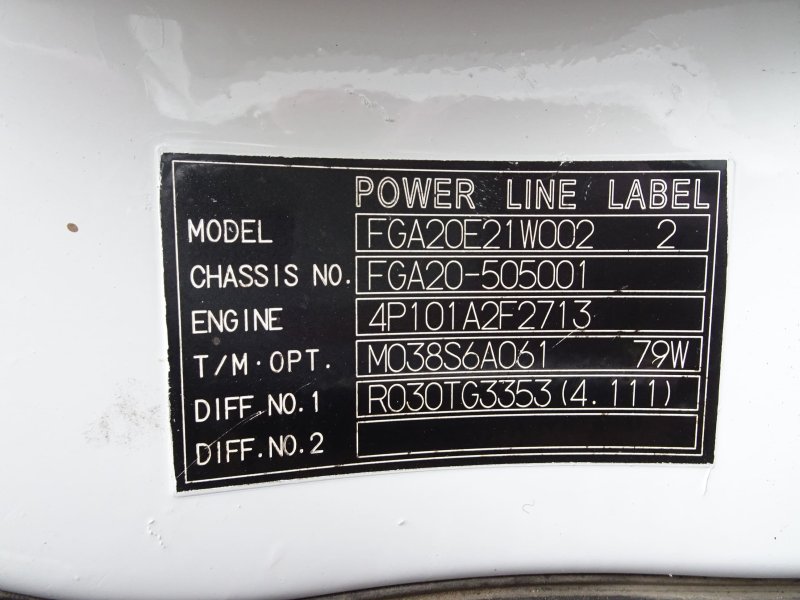 POWER LINE LABEL
MODEL FGA20E21W002 2
CHASSIS NO. FGA20-505001
ENGINE 4P101A2F2713
T/M·OPT. M038S6A061 79W
DIFF.NO.1 R030TG3353(4.111)
DIFF.NO.2